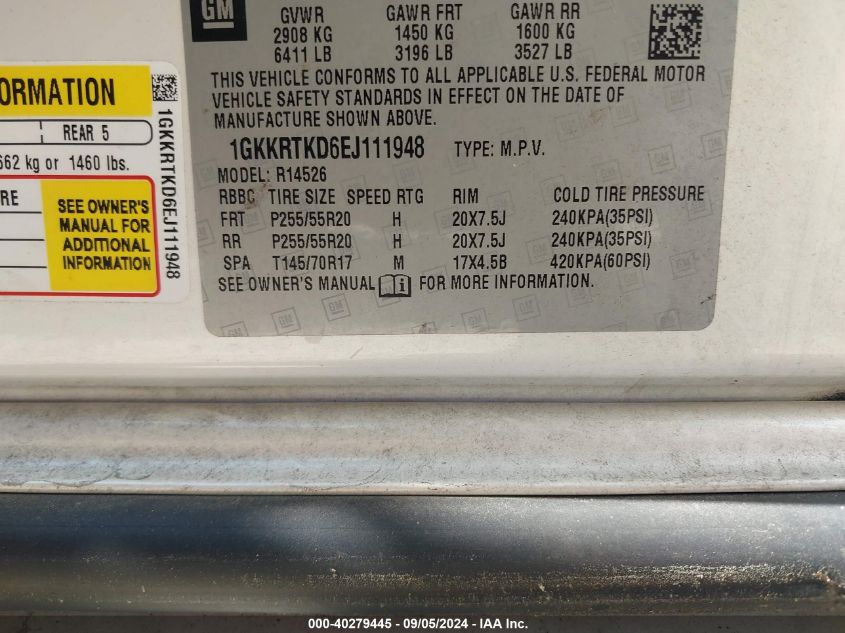 GM
GVWR GAWR FRT GAWR RR
2908 KG 1450 KG 1600 KG
6411 LB 3196 LB 3527 LB
THIS VEHICLE CONFORMS TO ALL APPLICABLE U.S. FEDERAL MOTOR
VEHICLE SAFETY STANDARDS IN EFFECT ON THE DATE OF
MANUFACTURE SHOWN ABOVE.
1GKKRTKD6EJ111948 TYPE: M.P.V.
MODEL: R14526
RBBG TIRE SIZE SPEED RTG RIM COLD TIRE PRESSURE
FRT P255/55R20 H 20X7.5J 240KPA(35PSI)
RR P255/55R20 H 20X7.5J 240KPA(35PSI)
SPA T145/70R17 M 17X4.5B 420KPA(60PSI)
SEE OWNER'S MANUAL FOR MORE INFORMATION.
ORMATION
REAR 5
662 kg or 1460 lbs.
RE
SEE OWNER'S
MANUAL FOR
ADDITIONAL
INFORMATION
1GKKRTKD6EJ111948
000-40279445 - 09/05/2024 - IAA Inc.